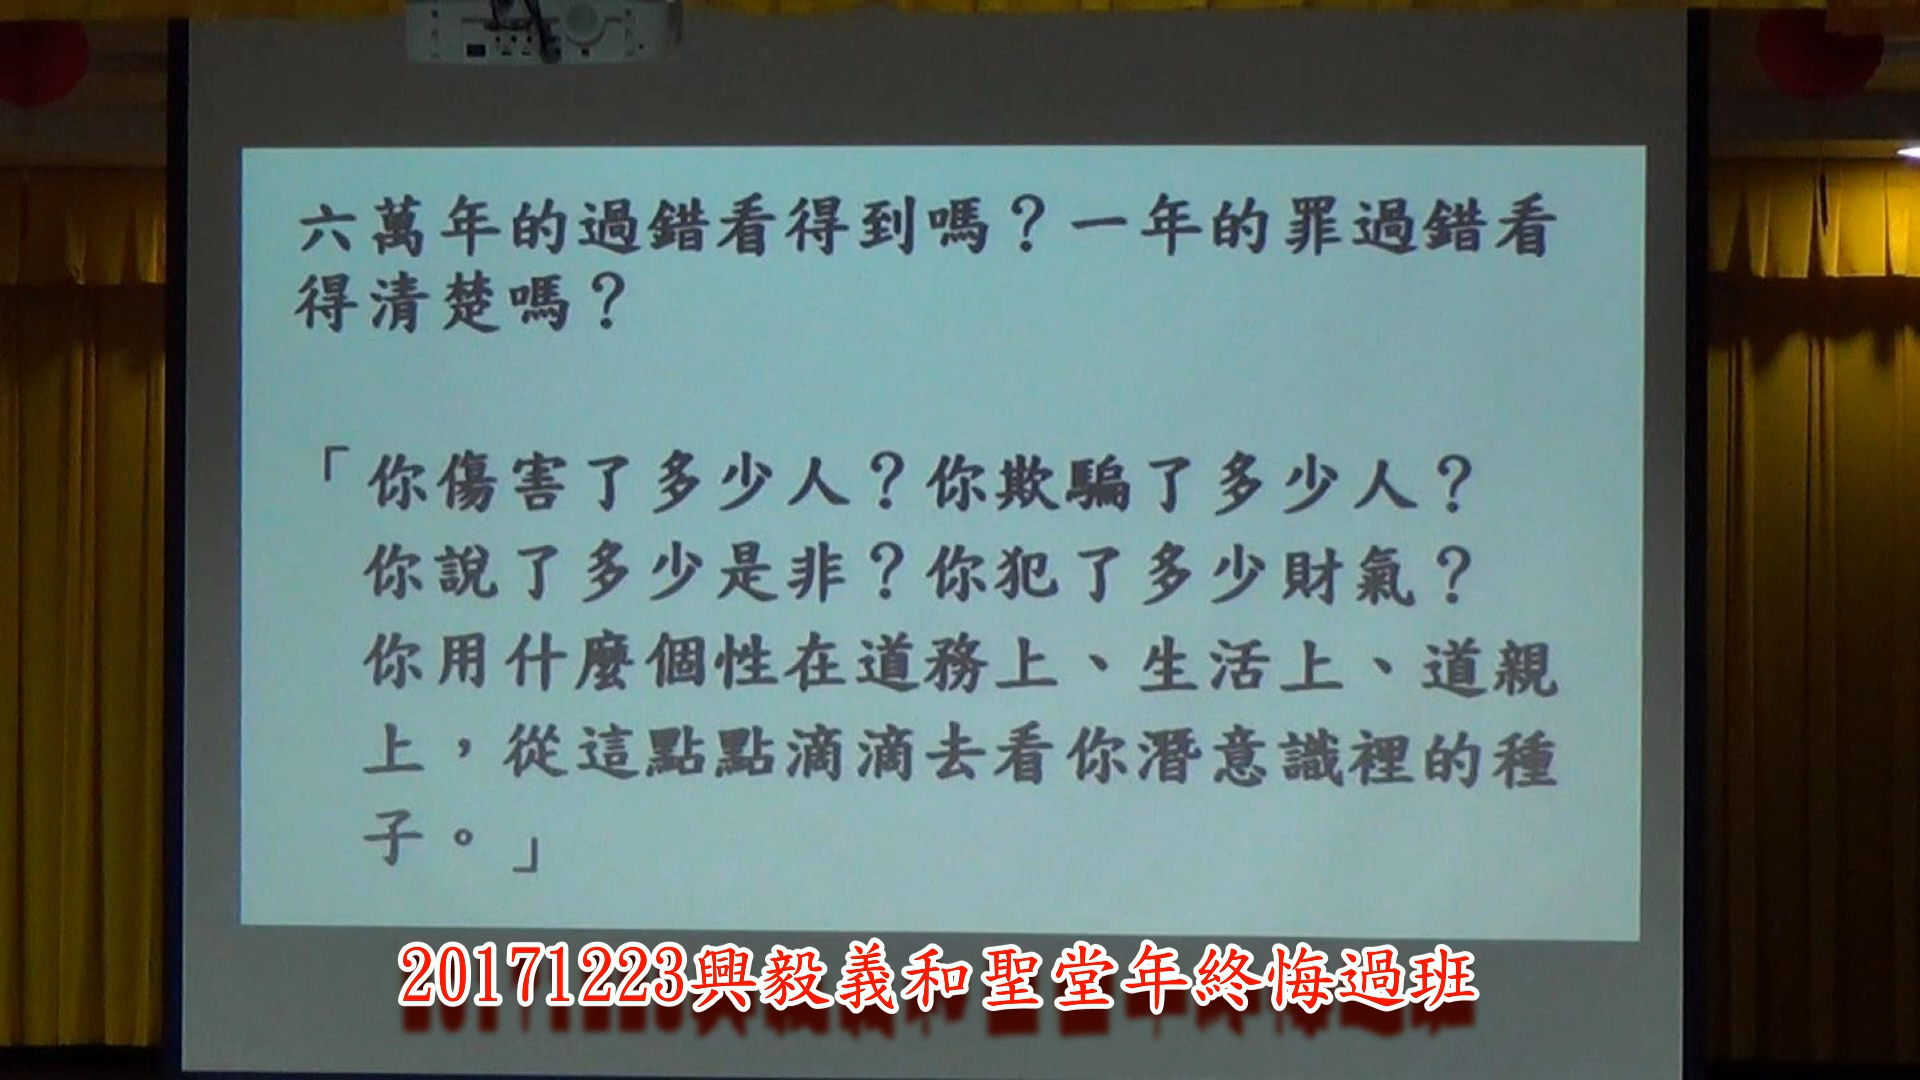 六萬年的過錯看得到嗎？一年的罪過錯看
得清楚嗎？
「你傷害了多少人？你欺騙了多少人？
你說了多少是非？你犯了多少財氣？
你用什麼個性在道務上、生活上、道親
上，從這點點滴滴去看你潛意識裡的種
子。」
20171223興毅義和聖堂年終悔過班